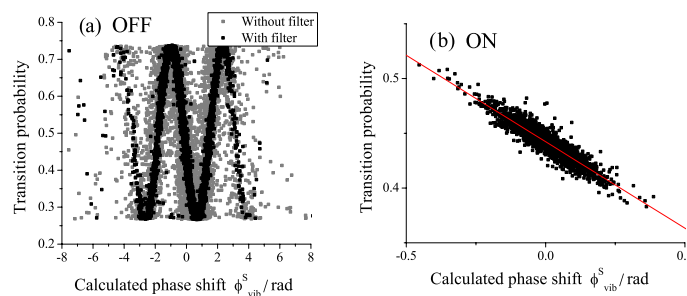 (a) OFF
Without filter
With filter
Transition probability
0.8
0.7
0.6
0.5
0.4
0.3
0.2
-8 -6 -4 -2 0 2 4 6 8
Calculated phase shift ϕ^S_vib/rad
(b) ON
Transition probability
0.5
0.4
-0.5 0.0 0.5
Calculated phase shift ϕ^S_vib/rad